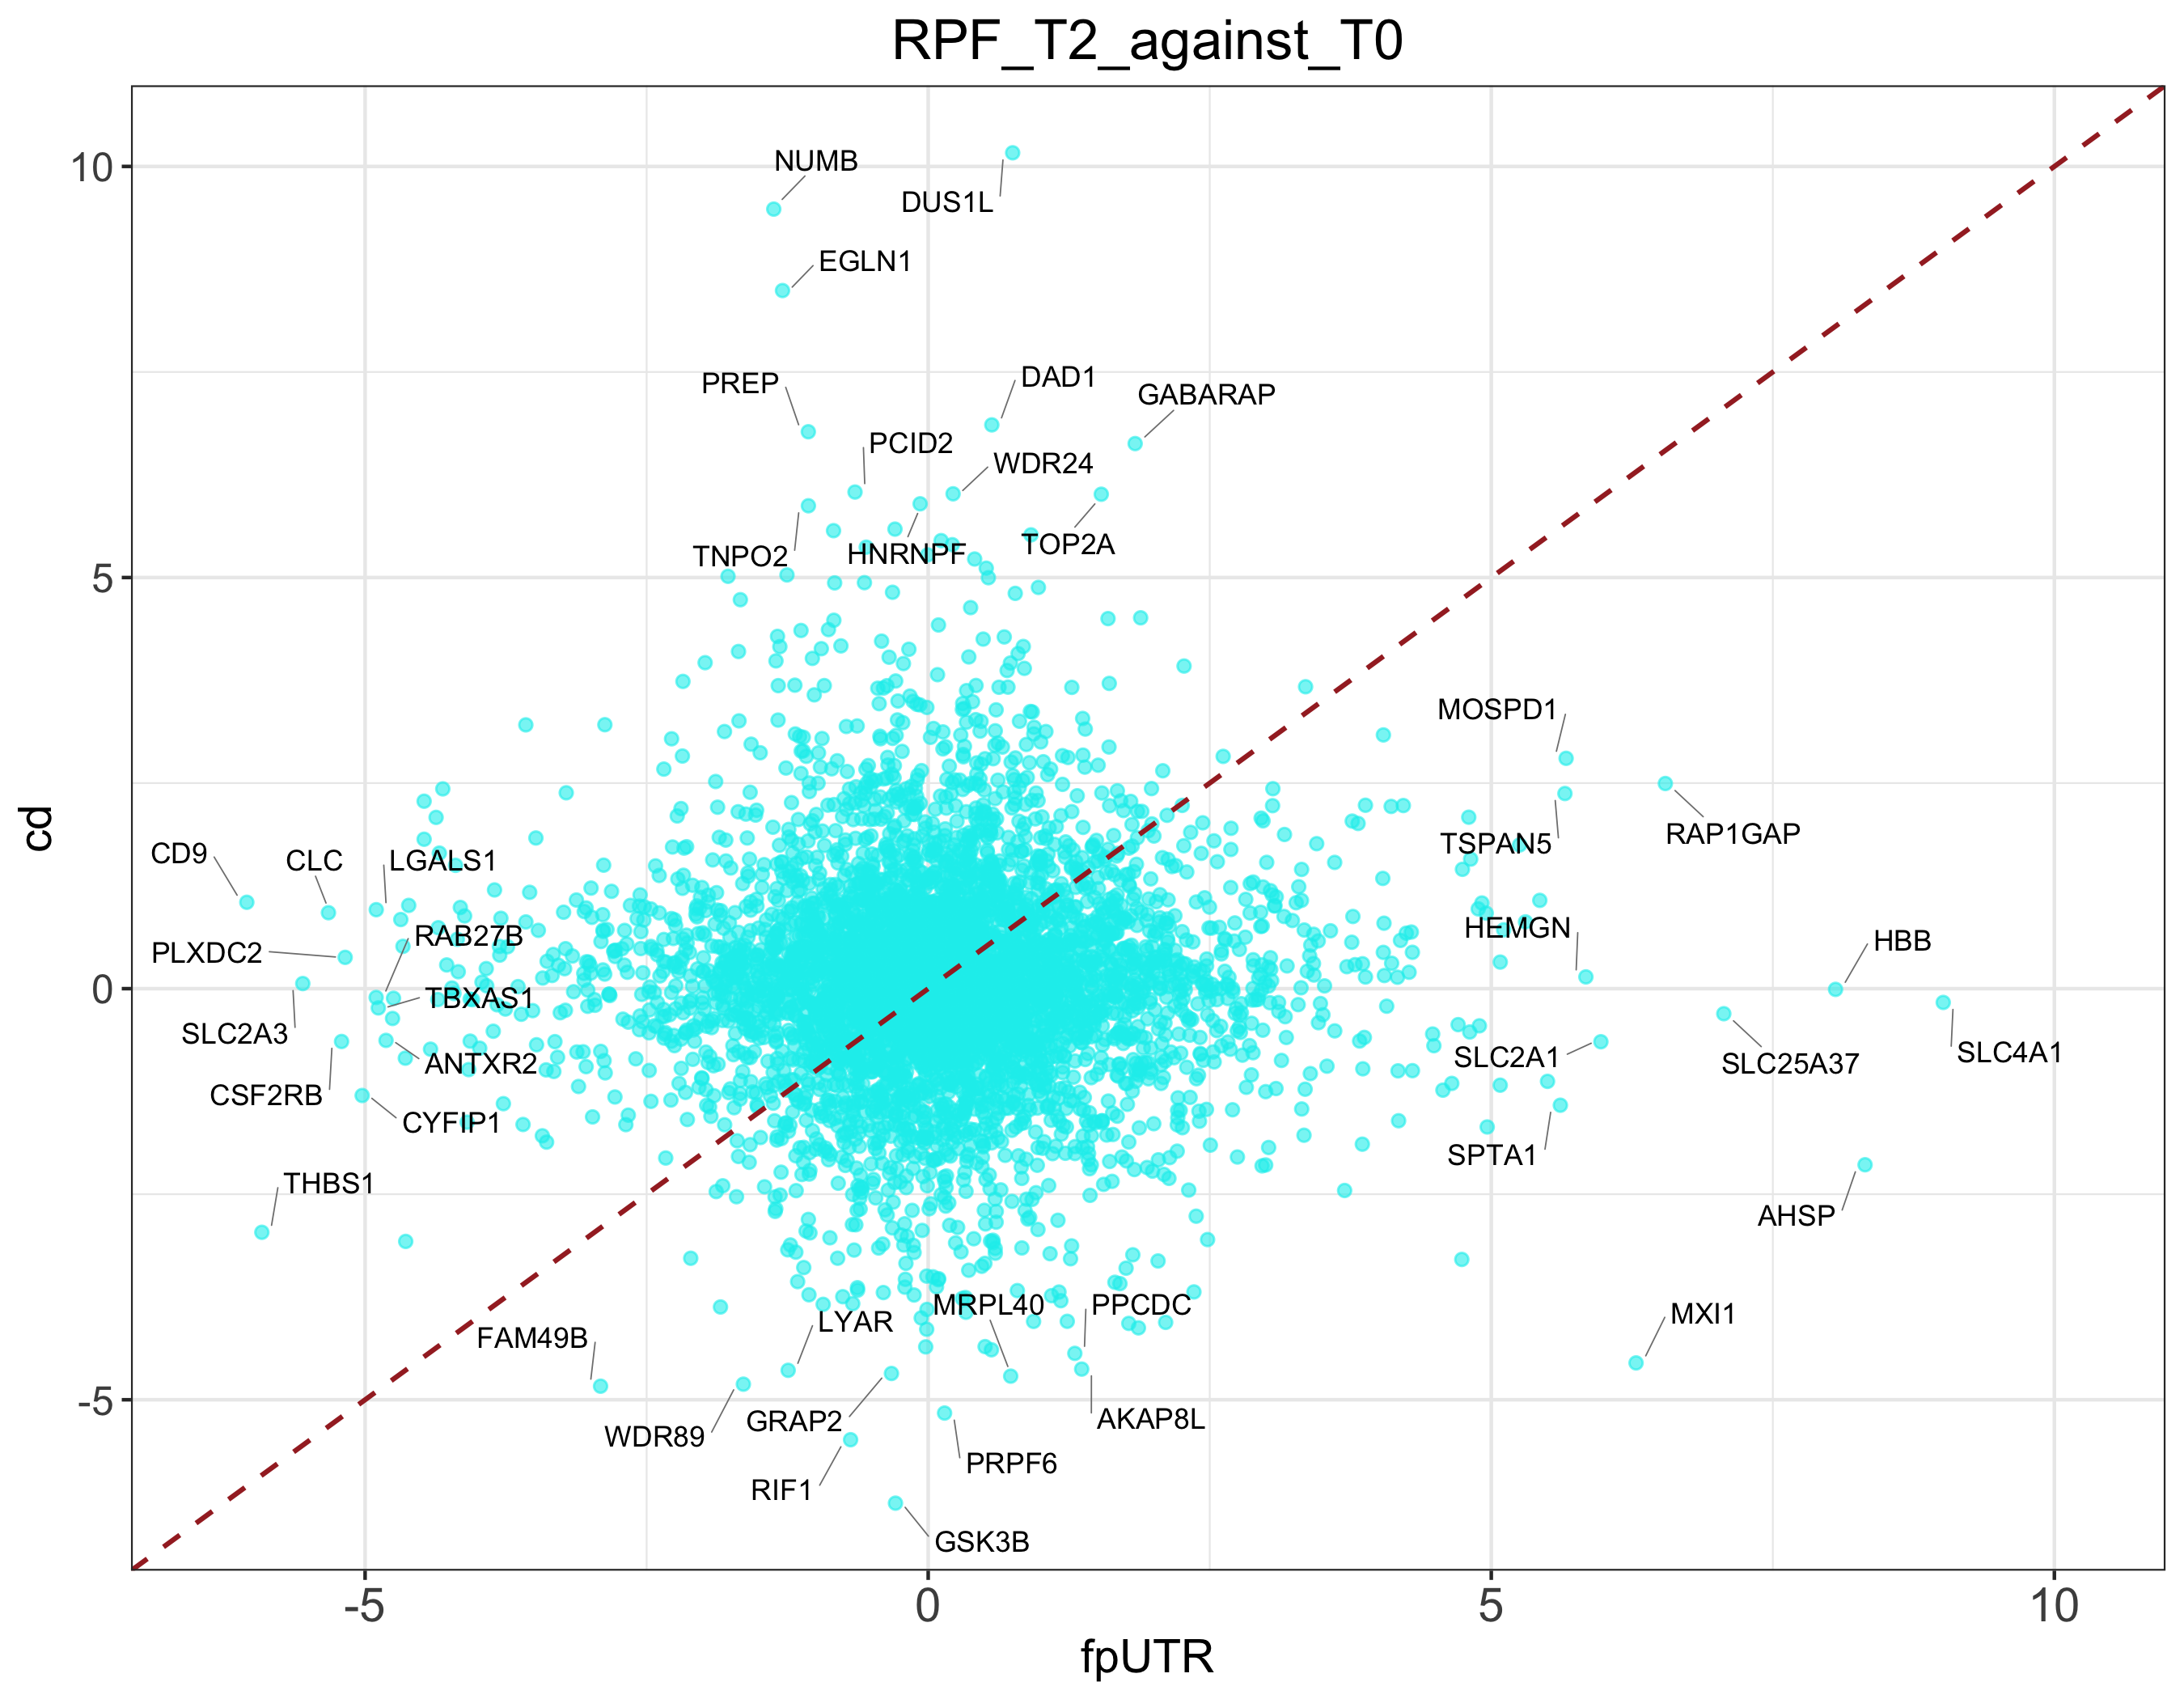 RPF_T2_against_T0
10
NUMB
DUS1L
EGLN1
PREP
DAD1
GABARAP
PCID2
WDR24
TNPO2
HNRNPF
TOP2A
5
MOSPD1
RAP1GAP
TSPAN5
cd
CD9
CLC
LGALS1
HEMGN
RAB27B
HBB
PLXDC2
0
TBXAS1
SLC2A3
ANTXR2
SLC2A1
SLC25A37
SLC4A1
CSF2RB
CYFIP1
SPTA1
THBS1
AHSP
MRPL40
PPCDC
LYAR
MXI1
FAM49B
-5
WDR89
GRAP2
AKAP8L
PRPF6
RIF1
GSK3B
-5
0
5
10
fpUTR